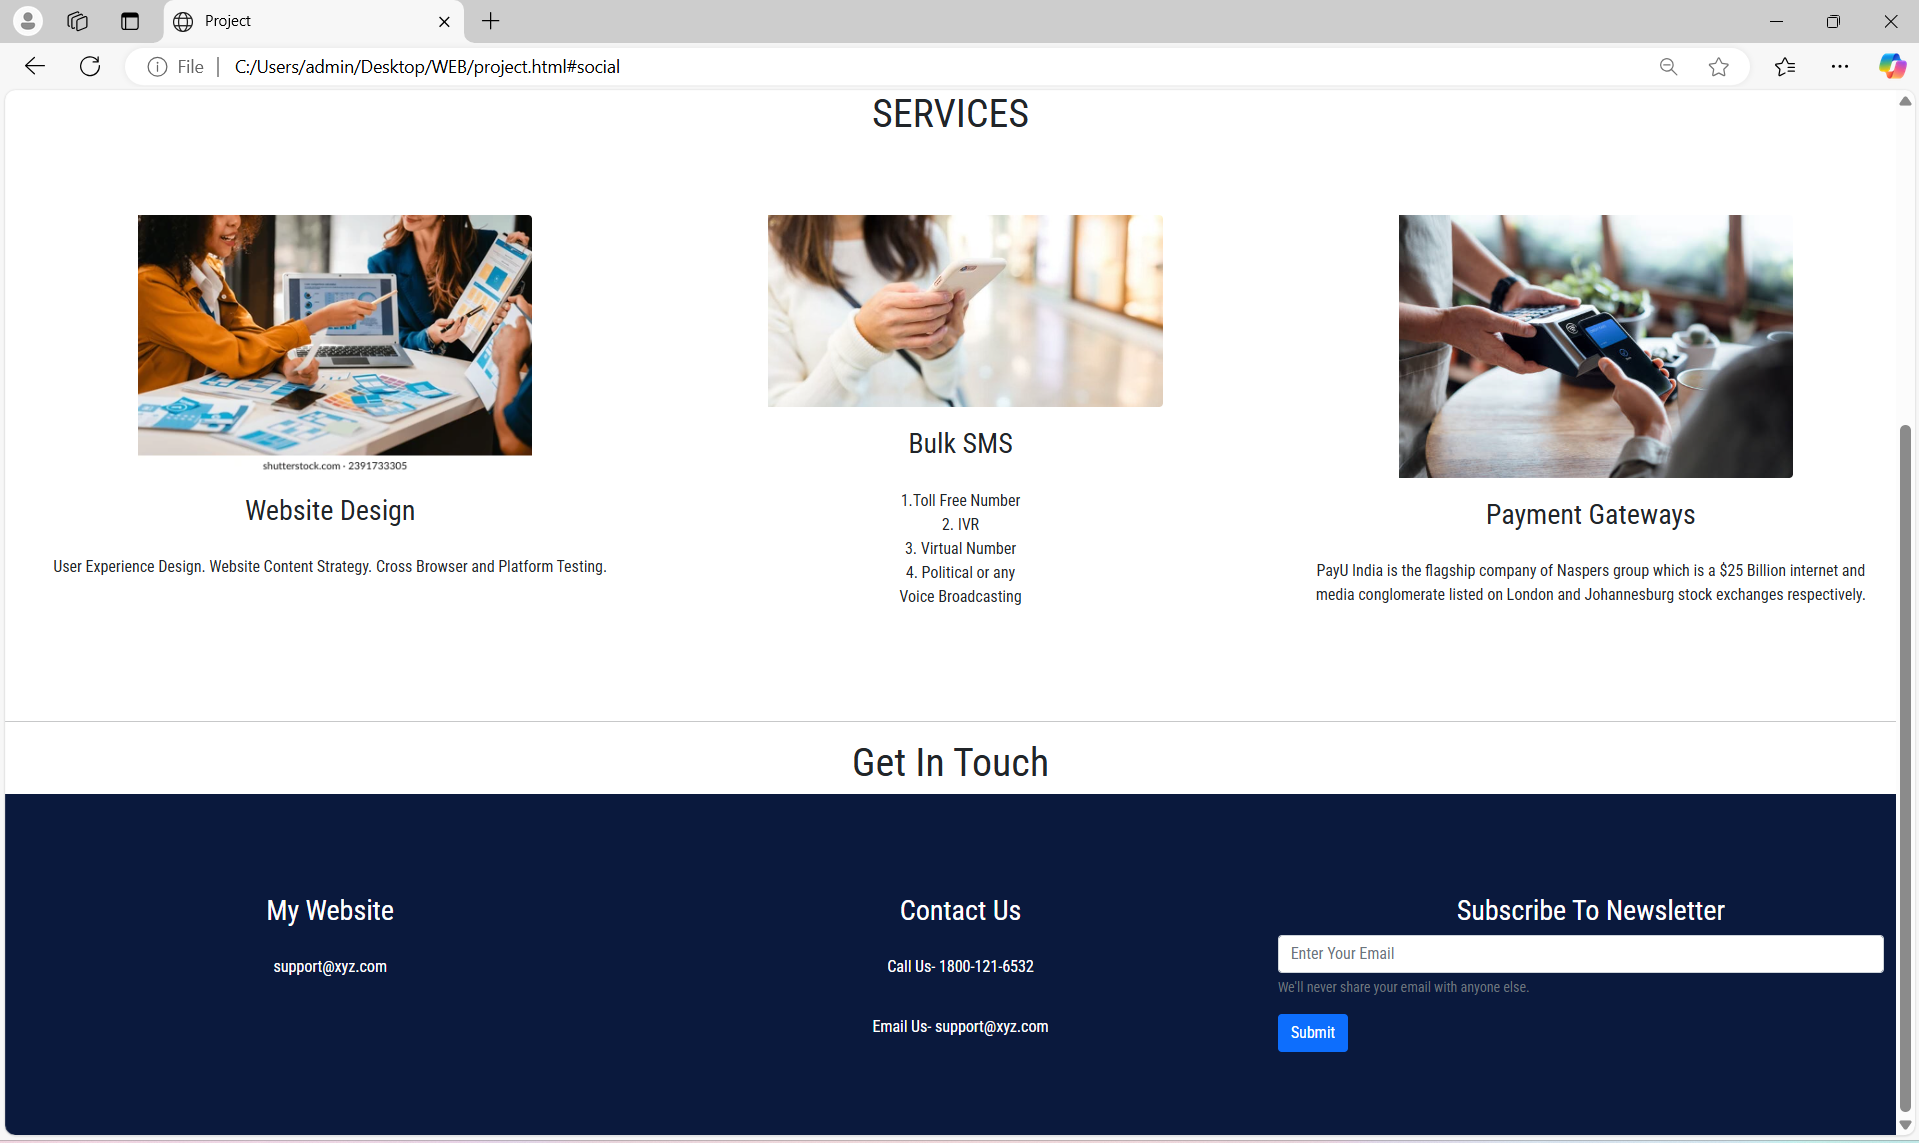 Project
File
C:/Users/admin/Desktop/WEB/project.html#social
SERVICES
shutterstock.com · 2391733305
Website Design
User Experience Design. Website Content Strategy. Cross Browser and Platform Testing.
Bulk SMS
1.Toll Free Number
2. IVR
3. Virtual Number
4. Political or any
Voice Broadcasting
Payment Gateways
PayU India is the flagship company of Naspers group which is a $25 Billion internet and
media conglomerate listed on London and Johannesburg stock exchanges respectively.
Get In Touch
My Website
support@xyz.com
Contact Us
Call Us- 1800-121-6532
Email Us- support@xyz.com
Subscribe To Newsletter
Enter Your Email
We'll never share your email with anyone else.
Submit